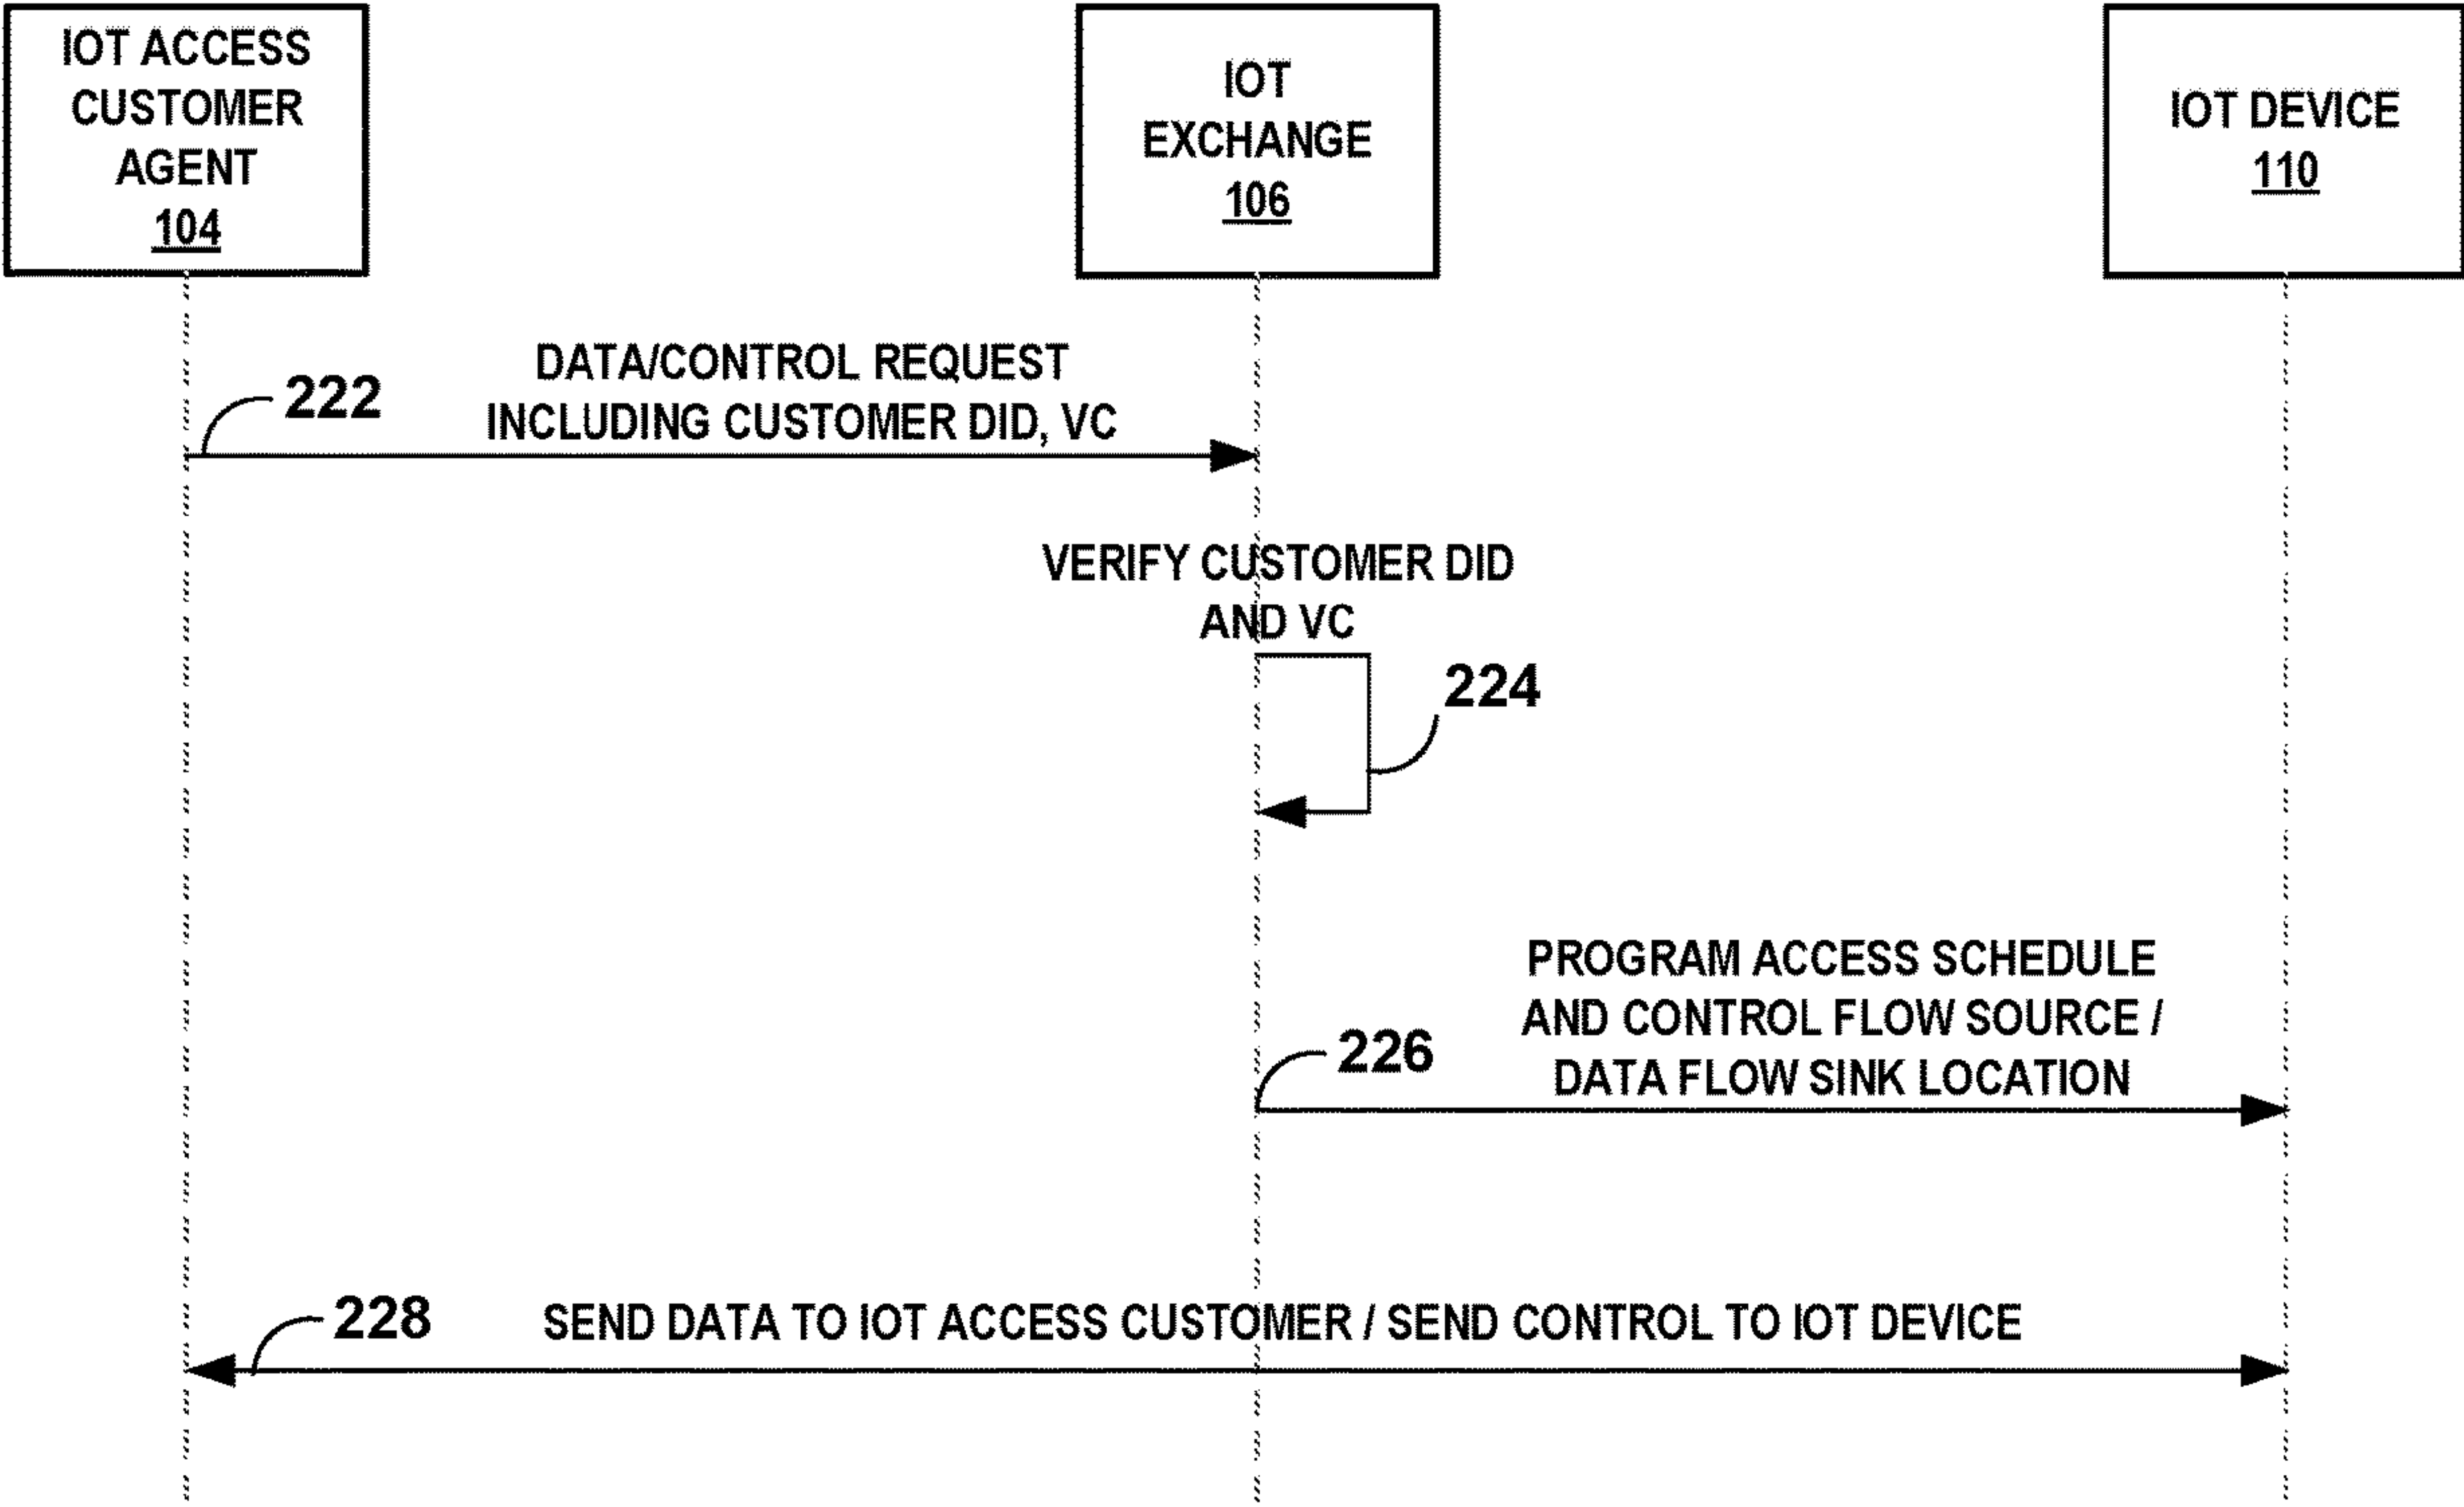 IOT ACCESS
CUSTOMER
AGENT
104
IOT
EXCHANGE
106
IOT DEVICE
110
DATA/CONTROL REQUEST
INCLUDING CUSTOMER DID, VC
222
VERIFY CUSTOMER DID
AND VC
224
PROGRAM ACCESS SCHEDULE
AND CONTROL FLOW SOURCE /
DATA FLOW SINK LOCATION
226
228
SEND DATA TO IOT ACCESS CUSTOMER / SEND CONTROL TO IOT DEVICE